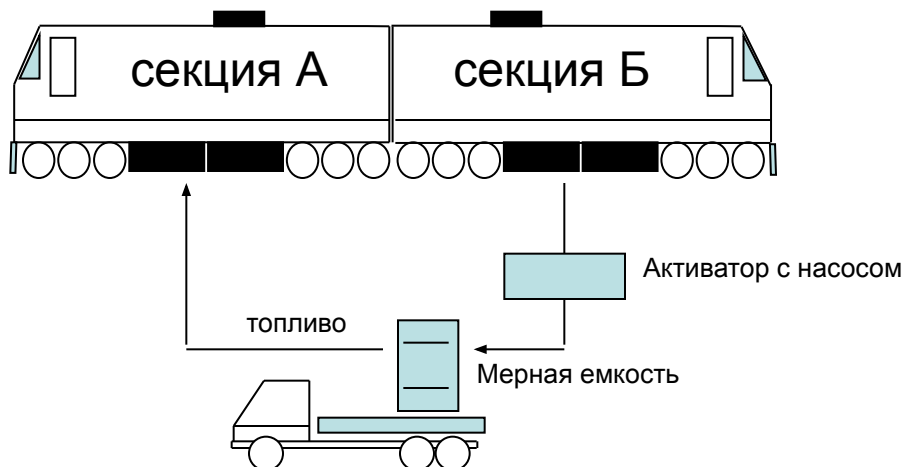 секция А
секция Б
Активатор с насосом
топливо
Мерная емкость